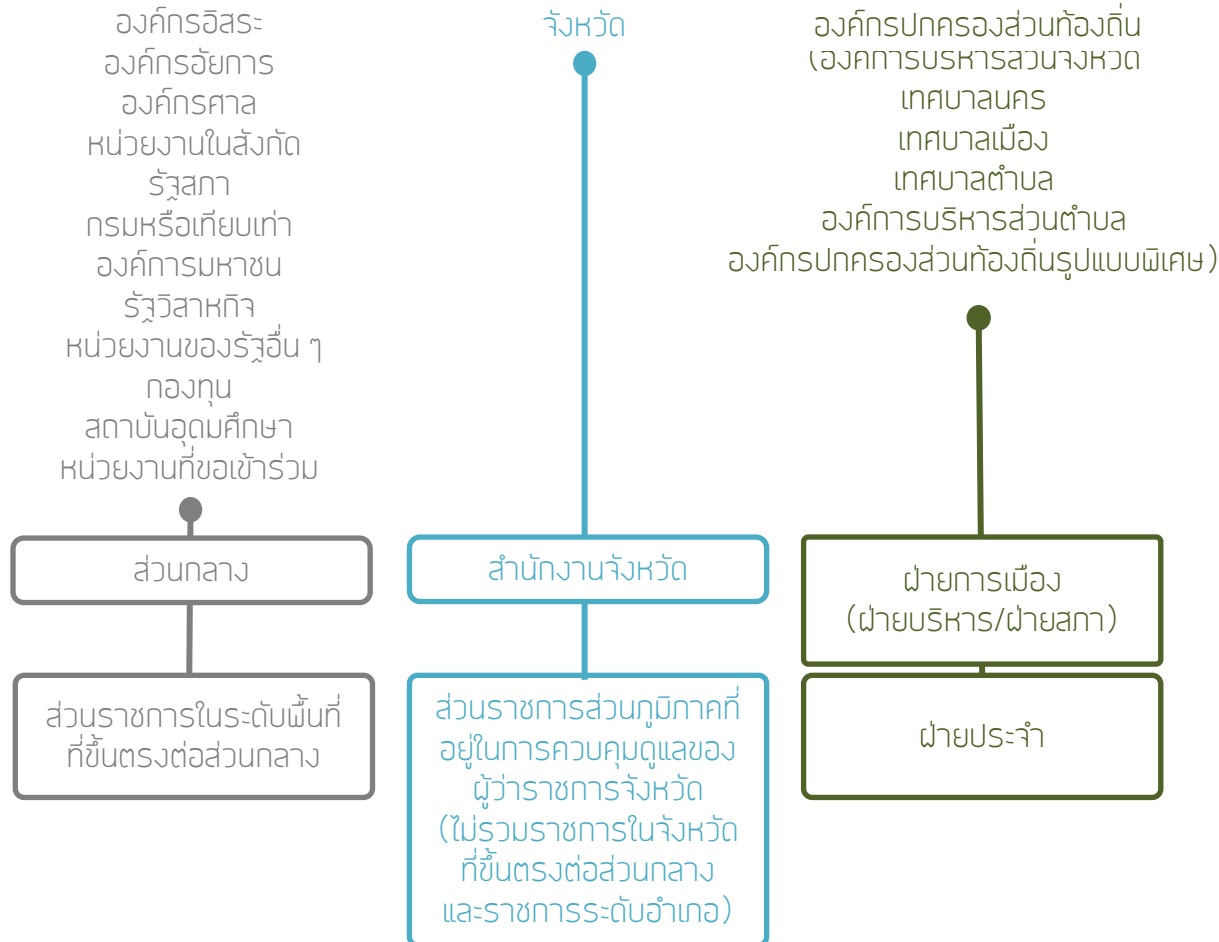 องค์กรอิสระ
องค์กรอัยการ
องค์กรศาล
หน่วยงานในสังกัด
รัฐสภา
กรมหรือเทียบเท่า
องค์การมหาชน
รัฐวิสาหกิจ
หน่วยงานของรัฐอื่น ๆ
กองทุน
สถาบันอุดมศึกษา
หน่วยงานที่ขอเข้าร่วม
ส่วนกลาง
ส่วนราชการในระดับพื้นที่
ที่ขึ้นตรงต่อส่วนกลาง
จังหวัด
สำนักงานจังหวัด
ส่วนราชการส่วนภูมิภาคที่
อยู่ในการควบคุมดูแลของ
ผู้ว่าราชการจังหวัด
(ไม่รวมราชการในจังหวัด
ที่ขึ้นตรงต่อส่วนกลาง
และราชการระดับอำเภอ)
องค์กรปกครองส่วนท้องถิ่น
(องค์การบริหารส่วนจังหวัด
เทศบาลนคร
เทศบาลเมือง
เทศบาลตำบล
องค์การบริหารส่วนตำบล
องค์กรปกครองส่วนท้องถิ่นรูปแบบพิเศษ)
ฝ่ายการเมือง
(ฝ่ายบริหาร/ฝ่ายสภา)
ฝ่ายประจำ